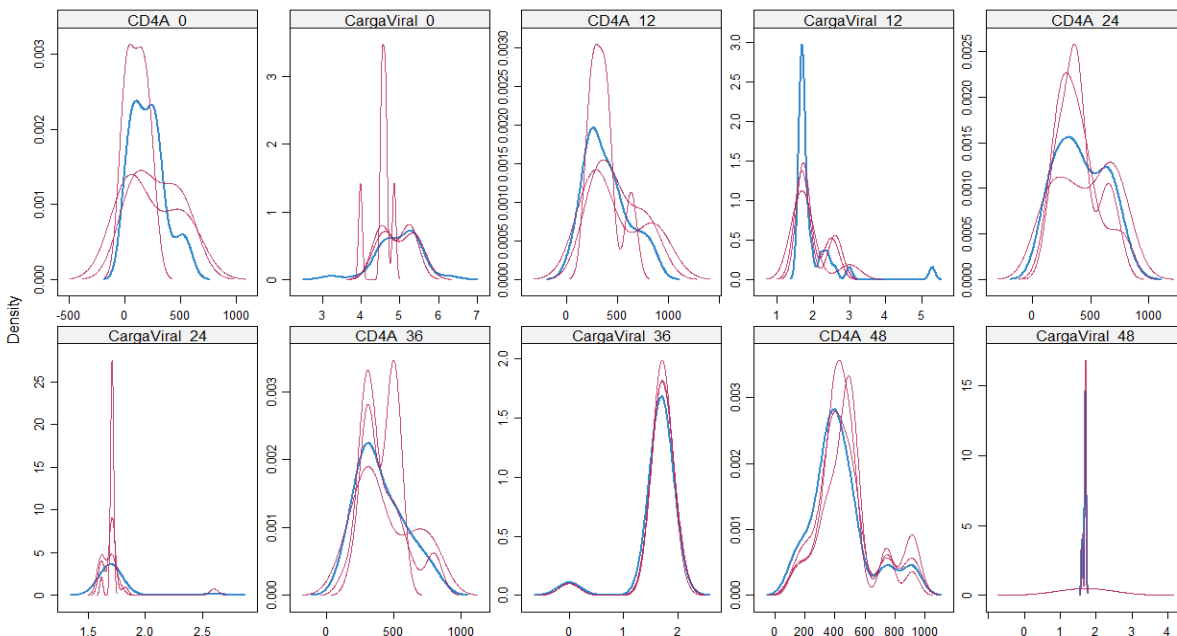 CD4A_0 CargaViral_0 CD4A_12 CargaViral_12 CD4A_24
0.000 0.001 0.002 0.003
0 1 2 3
0.0000 0.0005 0.0010 0.0015 0.0020 0.0025 0.0030
0.0 0.5 1.0 1.5 2.0 2.5 3.0
0.0000 0.0005 0.0010 0.0015 0.0020 0.0025
-500 0 500 1000
3 4 5 6 7
0 500 1000
1 2 3 4 5
0 400 800 1200
Density
CargaViral_24 CD4A_36 CargaViral_36 CD4A_48 CargaViral_48
0 5 10 15 20 25
0.000 0.001 0.002 0.003
0.0 0.5 1.0 1.5 2.0
0.000 0.001 0.002 0.003
0 5 10 15
1.5 2.0 2.5
0 500 1000
0 1 2
0 200 400 600 800 1000
0 1 2 3 4